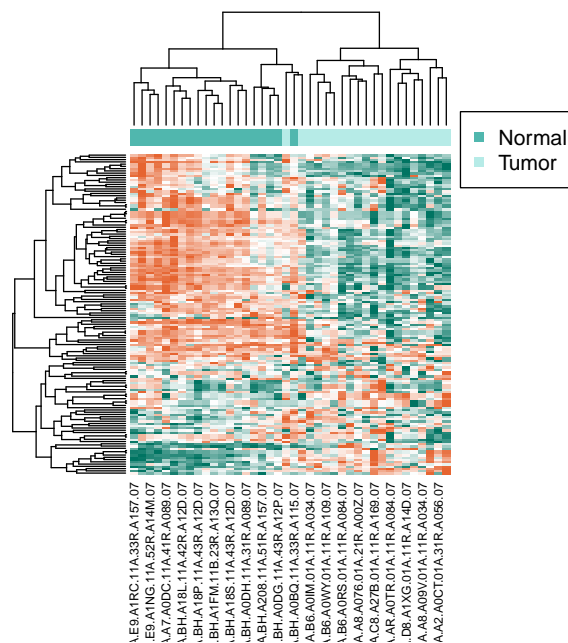 Normal
Tumor
.E9.A1RC.11A.33R.A157.07
.E9.A1NG.11A.52R.A14M.07
.A7.A0DC.11A.41R.A089.07
.BH.A18L.11A.42R.A12D.07
.BH.A18P.11A.43R.A12D.07
.BH.A1FM.11B.23R.A13Q.07
.BH.A18S.11A.43R.A12D.07
.BH.A0DH.11A.31R.A089.07
.BH.A208.11A.51R.A157.07
.BH.A0DG.11A.43R.A12P.07
.BH.A0BQ.11A.33R.A115.07
.B6.A0IM.01A.11R.A034.07
.B6.A0WY.01A.11R.A109.07
.B6.A0RS.01A.11R.A084.07
.A8.A076.01A.21R.A00Z.07
.C8.A27B.01A.11R.A169.07
.AR.A0TR.01A.11R.A084.07
.D8.A1XG.01A.11R.A14D.07
.A8.A09V.01A.11R.A034.07
.A2.A0CT.01A.31R.A056.07